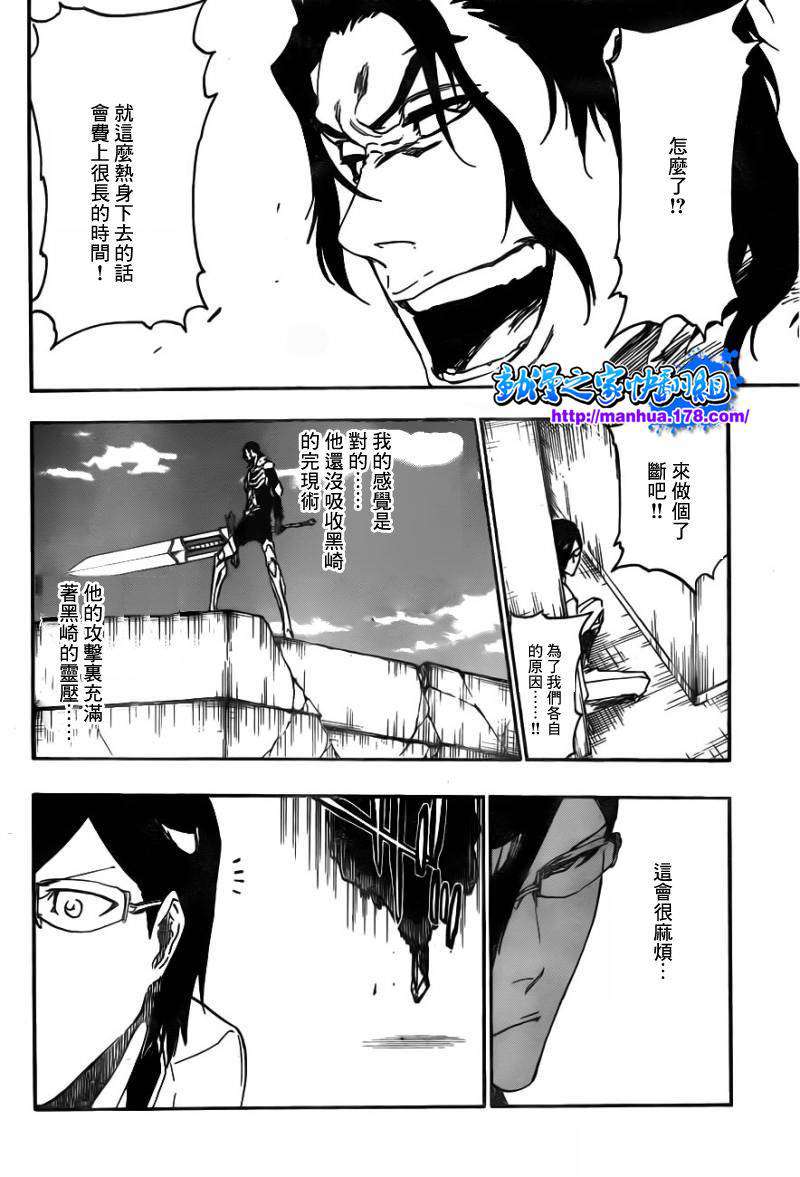 怎麼了!?
就這麼熱身下去的話
會費上很長的時間！
動漫之家快翻組
http://manhua.178.com/
來做個了
斷吧!!
為了我們各自
的原因……!!
我的感覺是
對的……
他還沒吸收黑崎
的完現術
他的攻擊裏充滿
著黑崎的靈壓……
這會很麻煩…